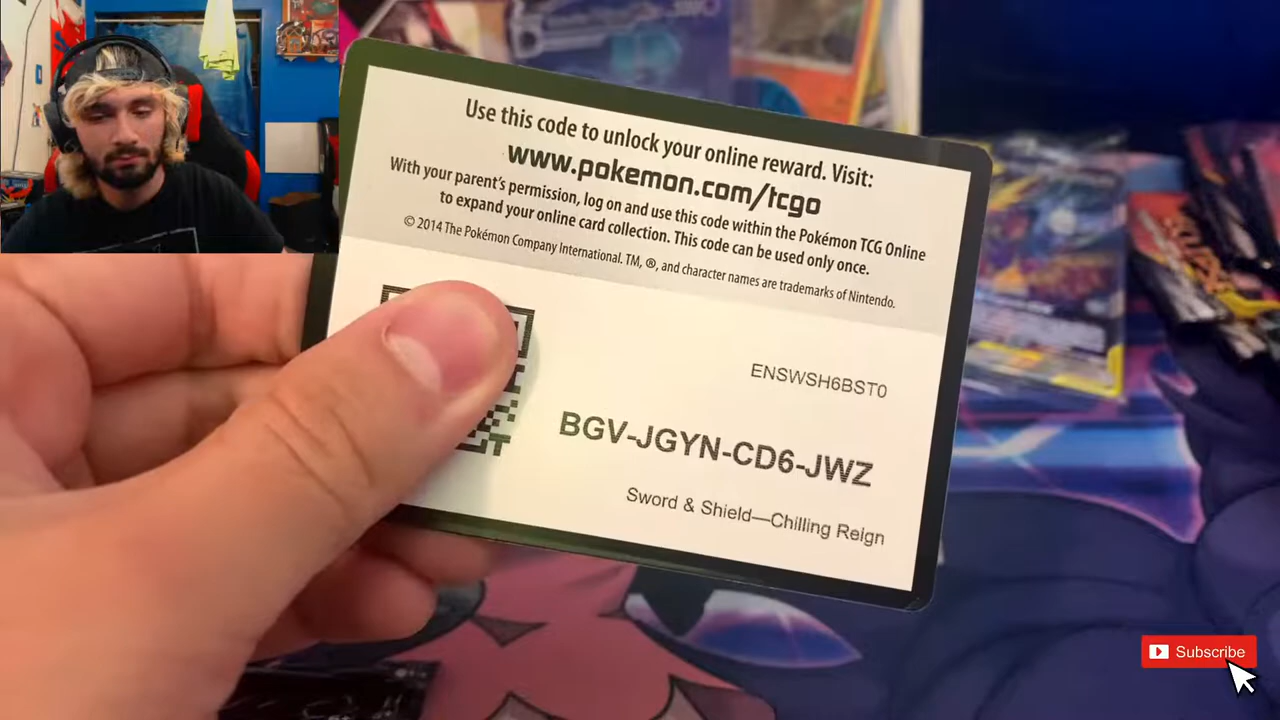 Use this code to unlock your online reward. Visit:
www.pokemon.com/tcgo
With your parent's permission, log on and use this code within the Pokémon TCG Online
to expand your online card collection. This code can be used only once.
© 2014 The Pokémon Company International. TM, ®, and character names are trademarks of Nintendo.
ENSWSH6BST0
BGV-JGYN-CD6-JWZ
Sword & Shield—Chilling Reign
Subscribe